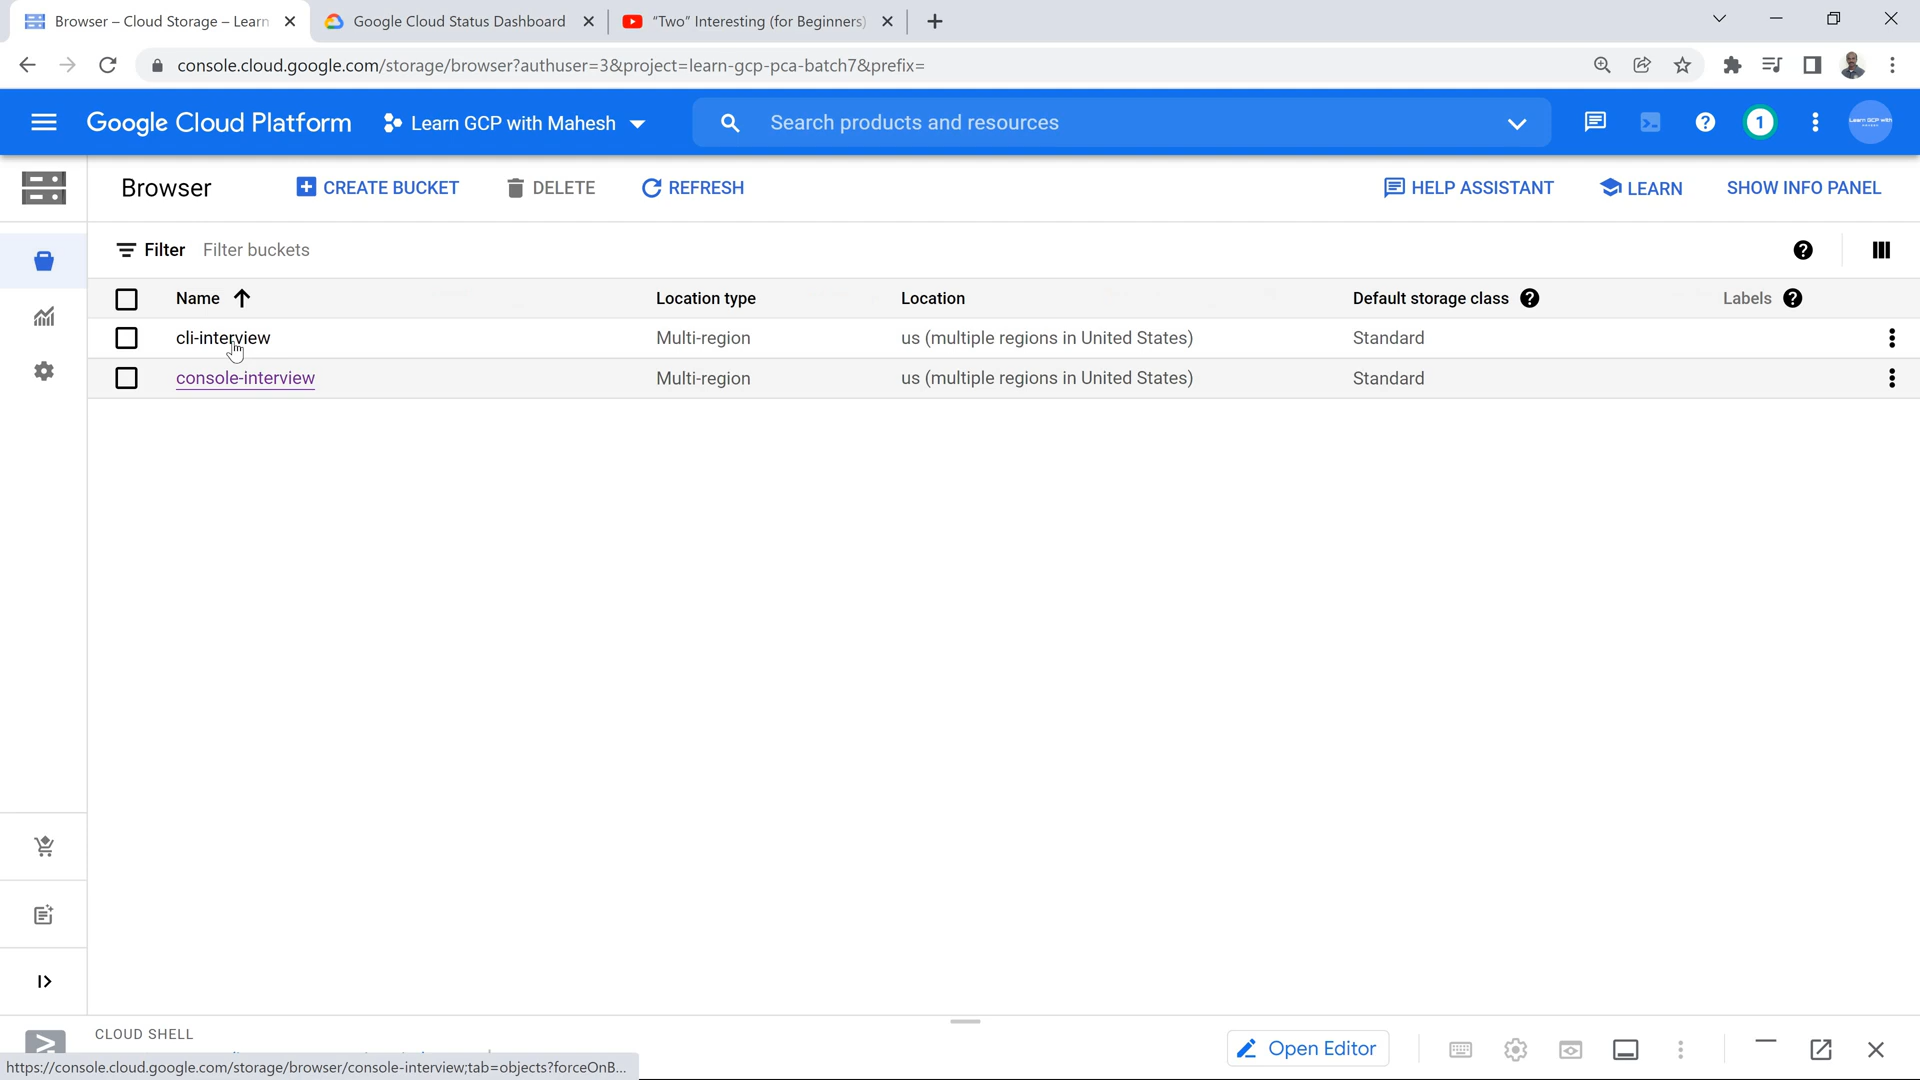 Browser – Cloud Storage – Learn
Google Cloud Status Dashboard
“Two” Interesting (for Beginners)
console.cloud.google.com/storage/browser?authuser=3&project=learn-gcp-pca-batch7&prefix=
Google Cloud Platform
Learn GCP with Mahesh
Search products and resources
1
Learn GCP with
Browser
CREATE BUCKET
DELETE
REFRESH
HELP ASSISTANT
LEARN
SHOW INFO PANEL
Filter Filter buckets
Name Location type Location Default storage class Labels
cli-interview Multi-region us (multiple regions in United States) Standard
console-interview Multi-region us (multiple regions in United States) Standard
CLOUD SHELL
Open Editor
https://console.cloud.google.com/storage/browser/console-interview;tab=objects?forceOnB...